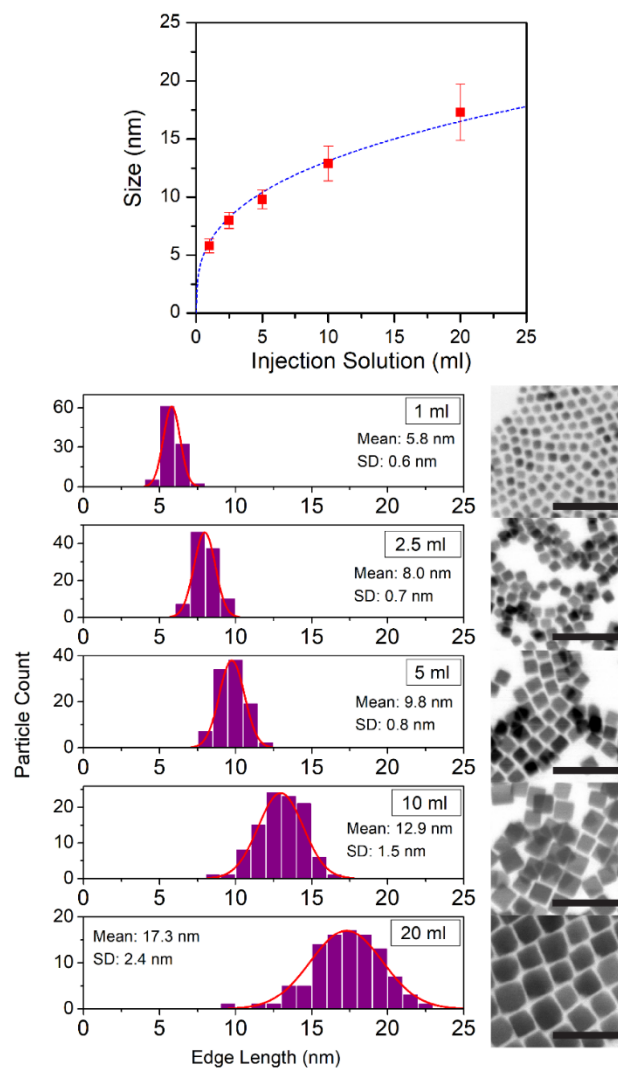 25
20
15
10
5
0
Size (nm)
0 5 10 15 20 25
Injection Solution (ml)
60
30
0
1 ml
Mean: 5.8 nm
SD: 0.6 nm
0 5 10 15 20 25
40
20
0
2.5 ml
Mean: 8.0 nm
SD: 0.7 nm
0 5 10 15 20 25
Particle Count
40
20
0
5 ml
Mean: 9.8 nm
SD: 0.8 nm
0 5 10 15 20 25
20
10
0
10 ml
Mean: 12.9 nm
SD: 1.5 nm
0 5 10 15 20 25
20
10
0
Mean: 17.3 nm
SD: 2.4 nm
20 ml
0 5 10 15 20 25
Edge Length (nm)